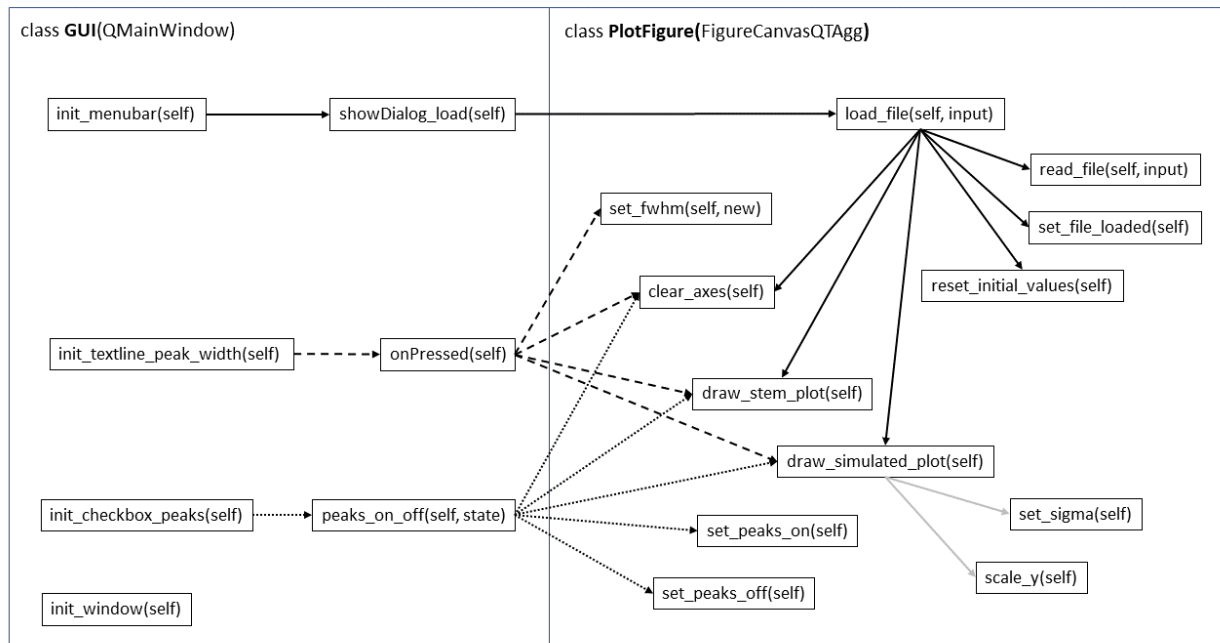 class GUI(QMainWindow)
class PlotFigure(FigureCanvasQTAgg)
init_menubar(self)
showDialog_load(self)
load_file(self, input)
read_file(self, input)
set_fwhm(self, new)
set_file_loaded(self)
clear_axes(self)
reset_initial_values(self)
init_textline_peak_width(self)
onPressed(self)
draw_stem_plot(self)
draw_simulated_plot(self)
init_checkbox_peaks(self)
peaks_on_off(self, state)
set_sigma(self)
set_peaks_on(self)
scale_y(self)
set_peaks_off(self)
init_window(self)